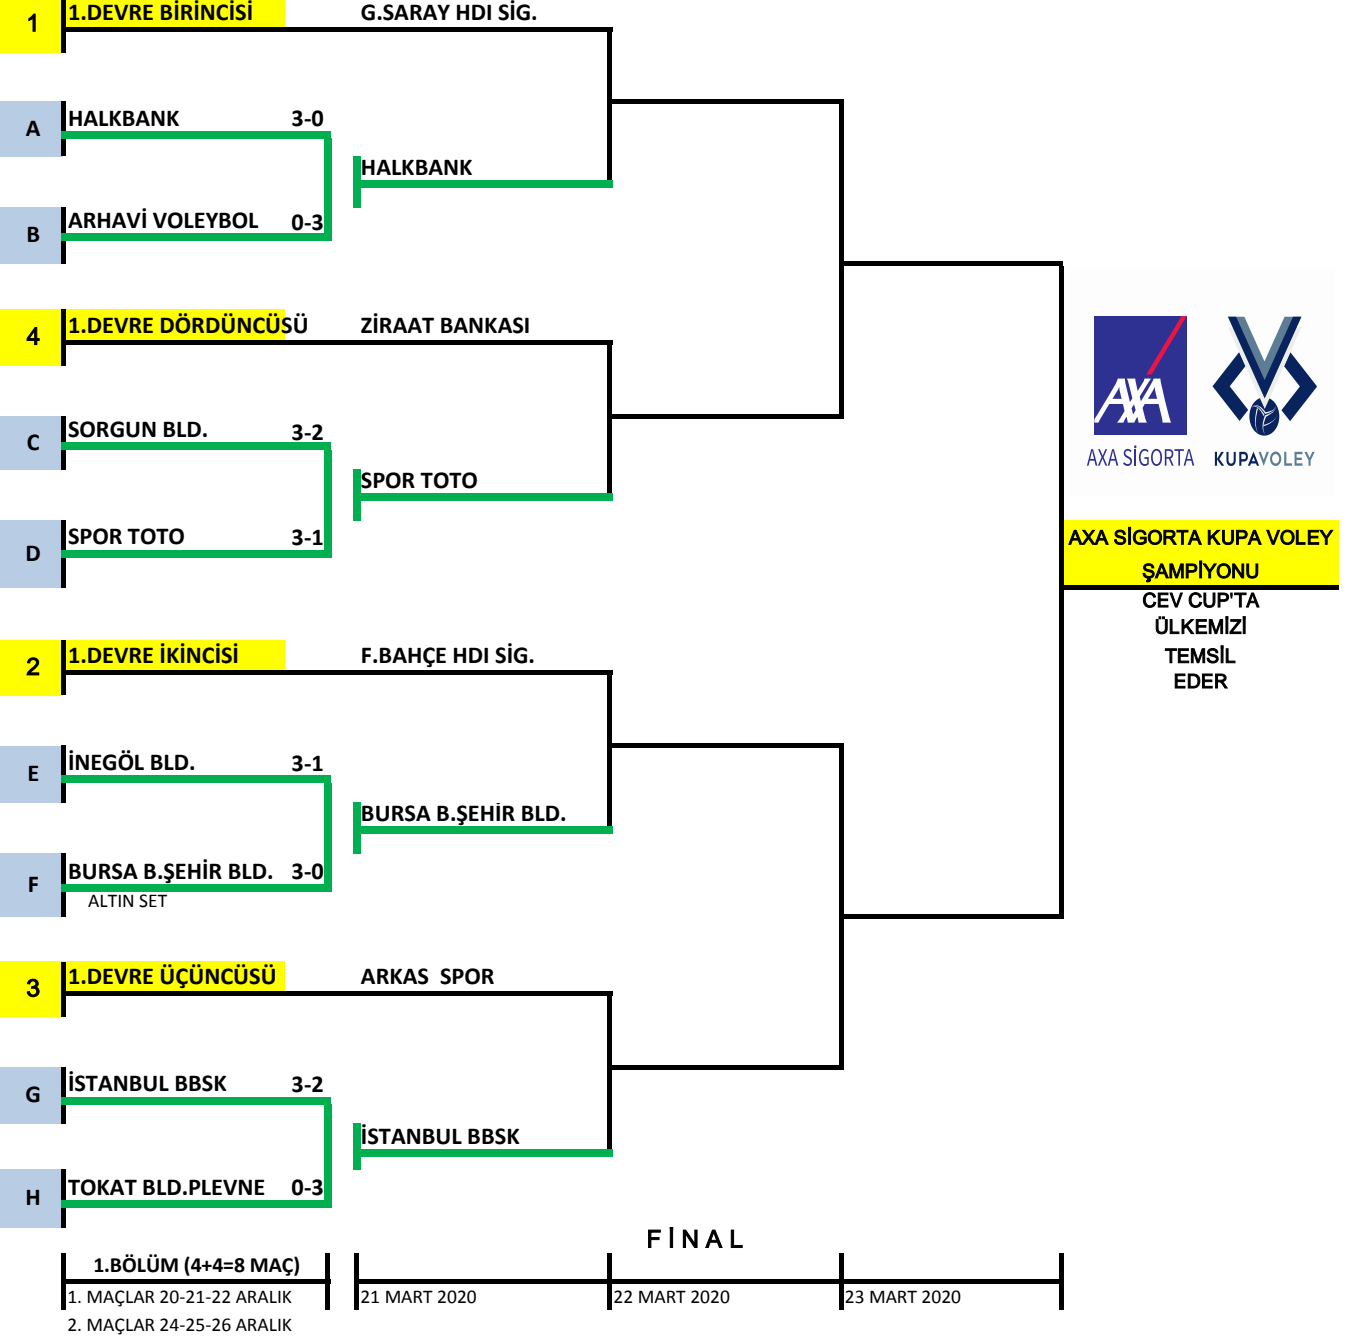 1 1.DEVRE BİRİNCİSİ G.SARAY HDI SİG.
A HALKBANK 3-0
HALKBANK
B ARHAVİ VOLEYBOL 0-3
4 1.DEVRE DÖRDÜNCÜSÜ ZİRAAT BANKASI
C SORGUN BLD. 3-2
SPOR TOTO
D SPOR TOTO 3-1
AXA
AXA SİGORTA KUPAVOLEY
AXA SİGORTA KUPA VOLEY
ŞAMPİYONU
CEV CUP'TA
ÜLKEMİZİ
TEMSİL
EDER
2 1.DEVRE İKİNCİSİ F.BAHÇE HDI SİG.
E İNEGÖL BLD. 3-1
BURSA B.ŞEHİR BLD.
F BURSA B.ŞEHİR BLD. 3-0
ALTIN SET
3 1.DEVRE ÜÇÜNCÜSÜ ARKAS SPOR
G İSTANBUL BBSK 3-2
İSTANBUL BBSK
H TOKAT BLD.PLEVNE 0-3
FİNAL
1.BÖLÜM (4+4=8 MAÇ)
1. MAÇLAR 20-21-22 ARALIK 21 MART 2020 22 MART 2020 23 MART 2020
2. MAÇLAR 24-25-26 ARALIK